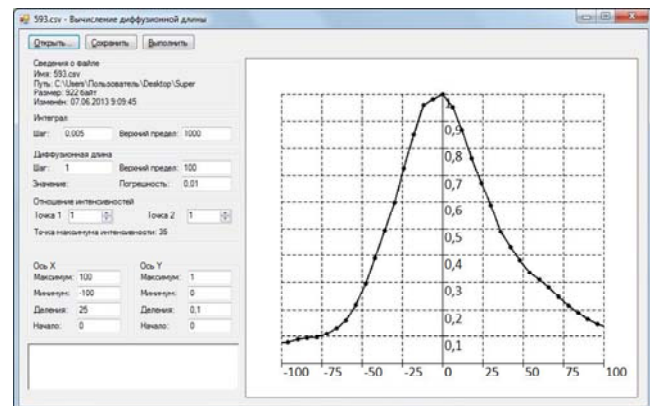 593.csv - Вычисление диффузионной длины
Открыть... Сохранить Выполнить
Сведения о файле
Имя: 593.csv
Путь: C:\Users\Пользователь\Desktop\Super
Размер: 922 байт
Изменён: 07.06.2013 9:09:45
Интеграл
Шаг: 0,005 Верхний предел: 1000
Диффузионная длина
Шаг: 1 Верхний предел: 100
Значение: Погрешность: 0,01
Отношение интенсивностей
Точка 1 1 Точка 2 1
Точка максимума интенсивности: 26
Ось X Ось Y
Максимум: 100 Максимум: 1
Минимум: -100 Минимум: 0
Деления: 25 Деления: 0,1
Начало: 0 Начало: 0
1
0,9
0,8
0,7
0,6
0,5
0,4
0,3
0,2
0,1
-100 -75 -50 -25 0 25 50 75 100